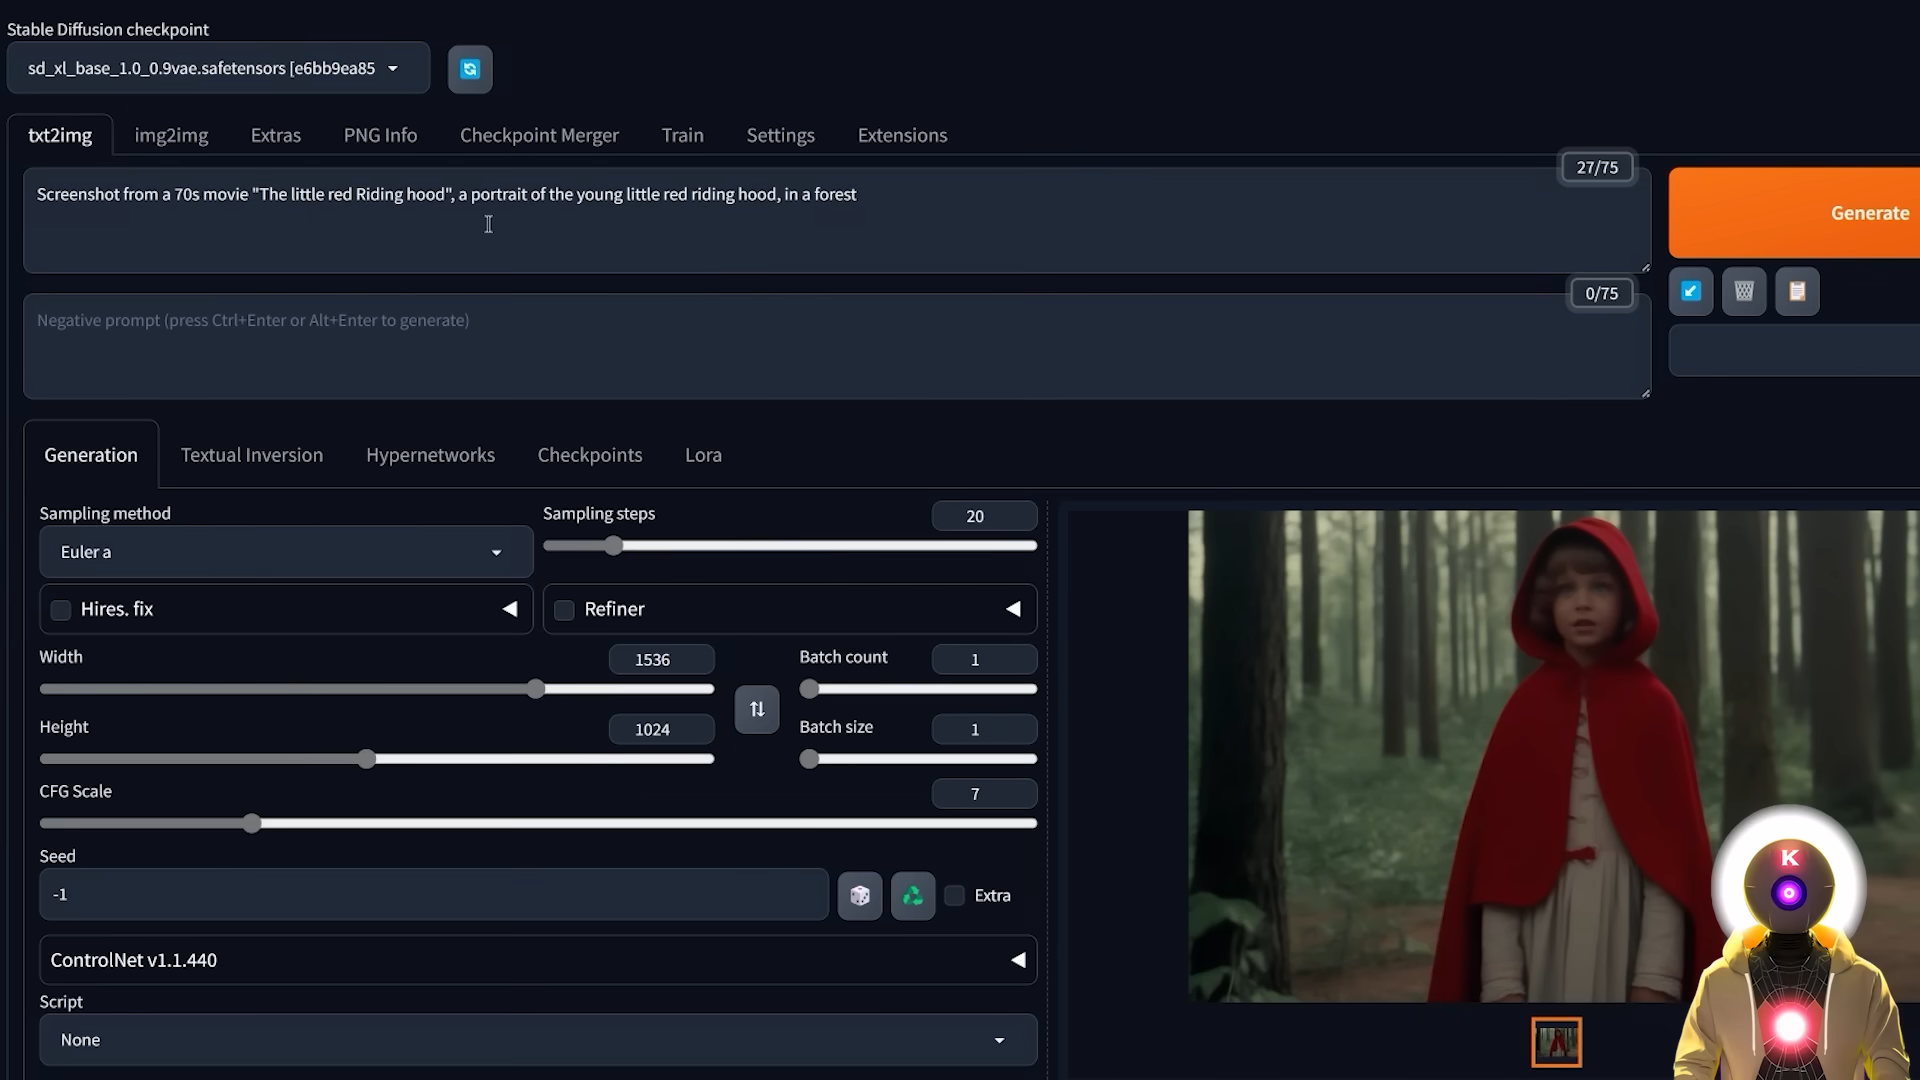 Stable Diffusion checkpoint
sd_xl_base_1.0_0.9vae.safetensors [e6bb9ea85
txt2img img2img Extras PNG Info Checkpoint Merger Train Settings Extensions
27/75
Screenshot from a 70s movie "The little red Riding hood", a portrait of the young little red riding hood, in a forest
Generate
0/75
Negative prompt (press Ctrl+Enter or Alt+Enter to generate)
Generation Textual Inversion Hypernetworks Checkpoints Lora
Sampling method Sampling steps 20
Euler a
Hires. fix Refiner
Width 1536 Batch count 1
Height 1024 Batch size 1
CFG Scale 7
Seed
-1 Extra
ControlNet v1.1.440
Script
None
K